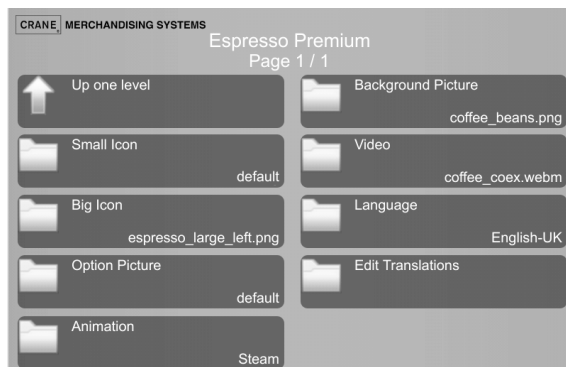 CRANE® MERCHANDISING SYSTEMS
Espresso Premium
Page 1 / 1
Up one level
Small Icon
default
Big Icon
espresso_large_left.png
Option Picture
default
Animation
Steam
Background Picture
coffee_beans.png
Video
coffee_coex.webm
Language
English-UK
Edit Translations